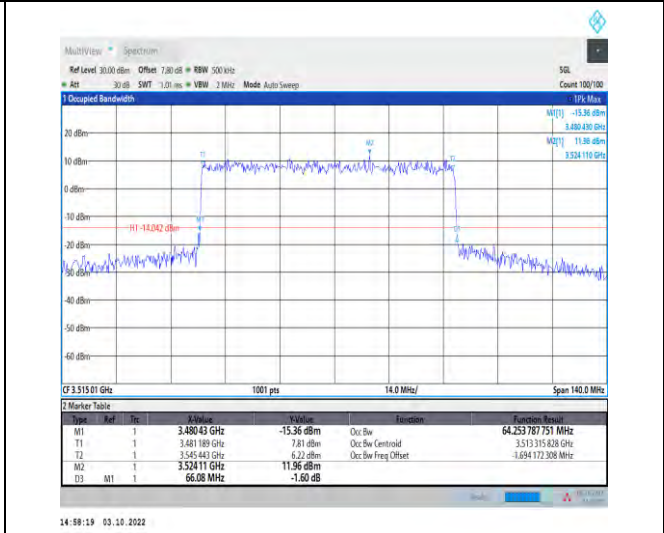 MultiView Spectrum
Ref Level 30.00 dBm Offset 7.80 dB RBW 500 kHz SGL
Att 30 dB SWT 1.01 ms VBW 2 MHz Mode Auto Sweep Count 100/100
1 Occupied Bandwidth 1Pk Max
M1[1] -15.36 dBm
3.480 430 GHz
M2[1] 11.96 dBm
3.524 110 GHz
20 dBm
M2
T1
10 dBm
0 dBm
-10 dBm
M1
H1 -14.042 dBm
-20 dBm
-30 dBm
-40 dBm
-50 dBm
-60 dBm
CF 3.515 01 GHz 1001 pts 14.0 MHz/ Span 140.0 MHz
2 Marker Table
Type Ref Trc X-Value Y-Value Function Function Result
M1 1 3.480 43 GHz -15.36 dBm Occ Bw 64.253 787 751 MHz
T1 1 3.481 189 GHz 7.81 dBm Occ Bw Centroid 3.513 315 828 GHz
T2 1 3.545 443 GHz 6.22 dBm Occ Bw Freq Offset -1.694 172 308 MHz
M2 1 3.524 11 GHz 11.96 dBm
D3 M1 1 66.08 MHz -1.60 dB
Ready
14:58:19 03.10.2022